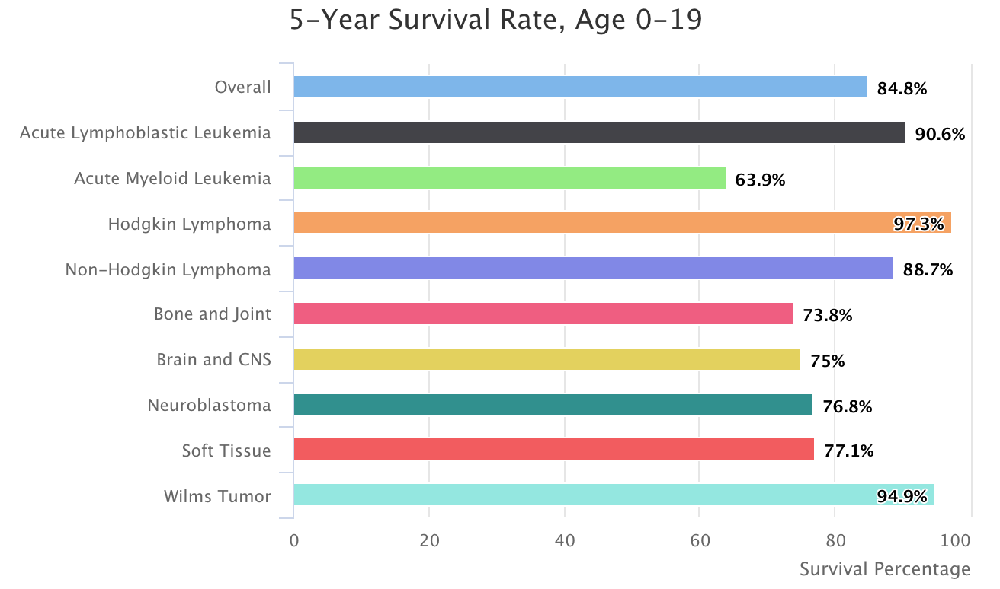 5-Year Survival Rate, Age 0-19
Overall
84.8%
Acute Lymphoblastic Leukemia
90.6%
Acute Myeloid Leukemia
63.9%
Hodgkin Lymphoma
97.3%
Non-Hodgkin Lymphoma
88.7%
Bone and Joint
73.8%
Brain and CNS
75%
Neuroblastoma
76.8%
Soft Tissue
77.1%
Wilms Tumor
94.9%
0 20 40 60 80 100
Survival Percentage